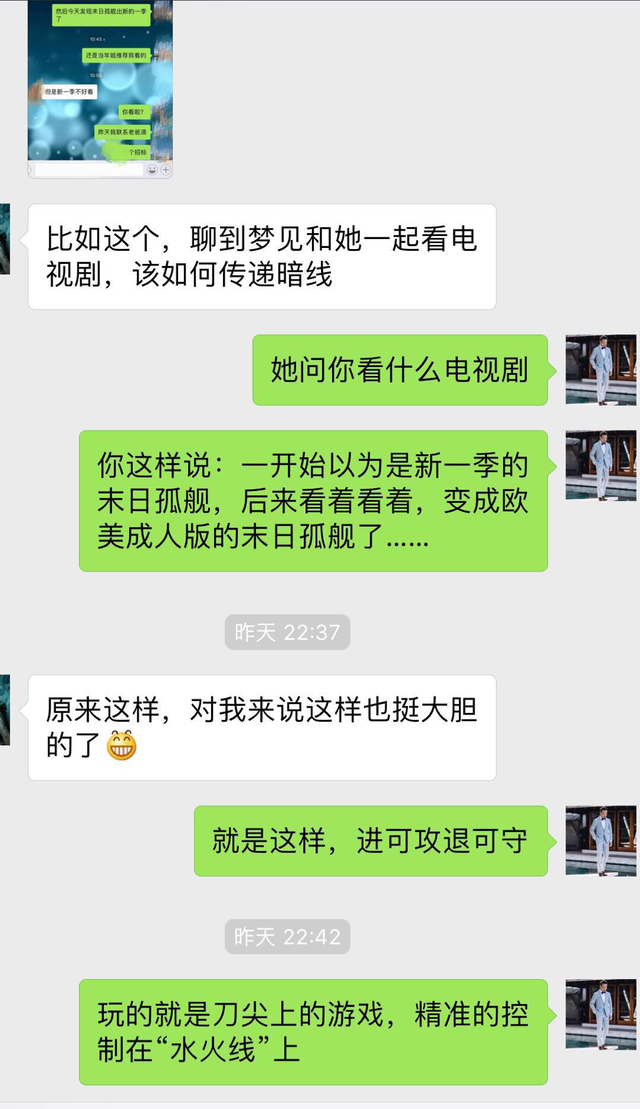 然后今天发现末日孤舰出新的一季
了
还是当年姐推荐我看的
但是新一季不好看
你看啦?
昨天我联系老爸滴
个招标
比如这个，聊到梦见和她一起看电
视剧，该如何传递暗线
她问你看什么电视剧
你这样说：一开始以为是新一季的
末日孤舰，后来看着看着，变成欧
美成人版的末日孤舰了......
昨天 22:37
原来这样，对我来说这样也挺大胆
的了
就是这样，进可攻退可守
昨天 22:42
玩的就是刀尖上的游戏，精准的控
制在“水火线”上